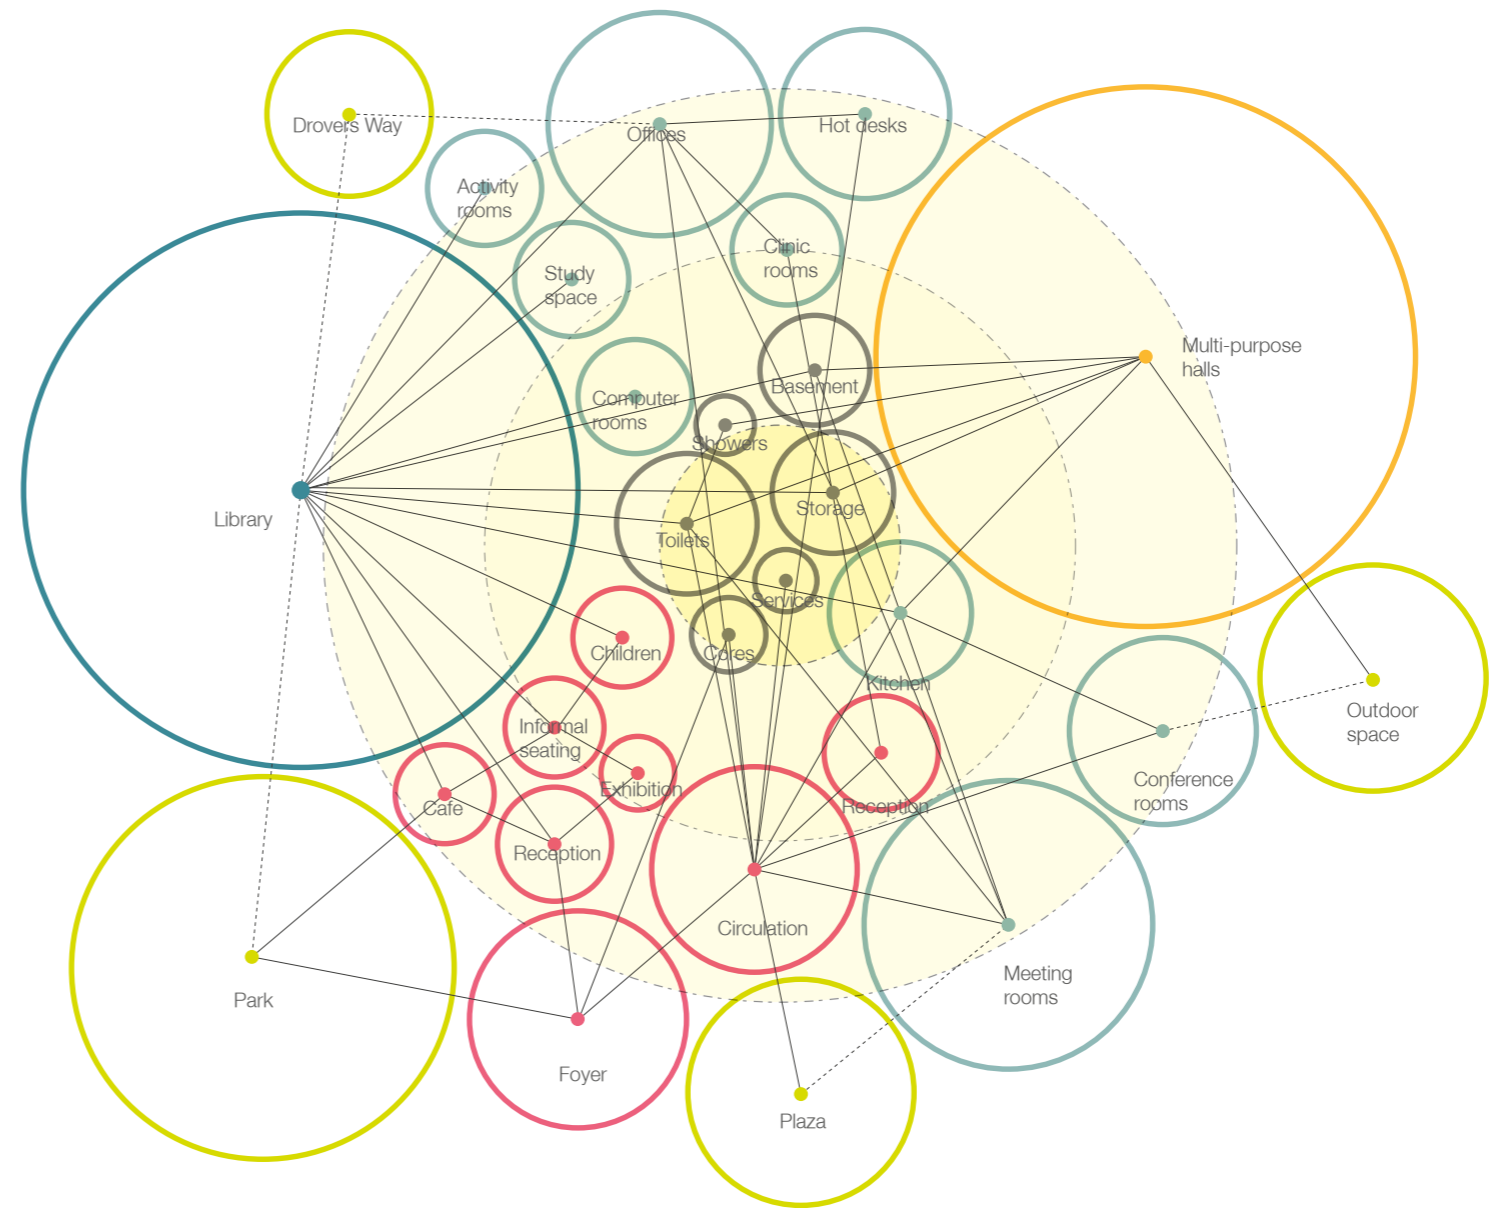 Drovers Way
Offices
Hot desks
Activity
rooms
Clinic
rooms
Study
space
Multi-purpose
halls
Basement
Computer
rooms
Showers
Library
Storage
Toilets
Services
Children
Cores
Kitchen
Informal
seating
Outdoor
space
Exhibition
Conference
rooms
Cafe
Reception
Reception
Circulation
Meeting
rooms
Park
Foyer
Plaza